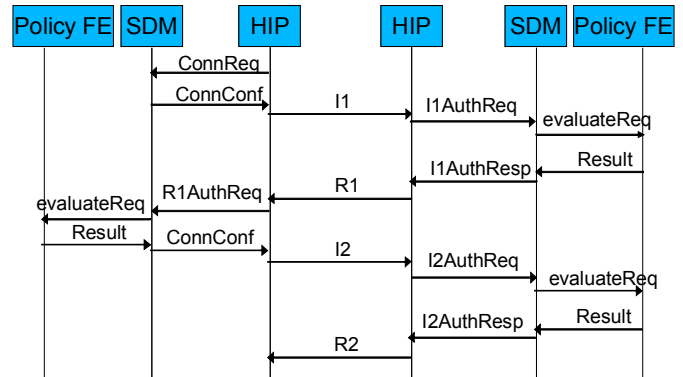 Policy FE SDM HIP HIP SDM Policy FE
ConnReq
ConnConf I1 I1AuthReq
evaluateReq
I1AuthResp Result
R1AuthReq R1
evaluateReq
Result ConnConf I2 I2AuthReq
evaluateReq
I2AuthResp Result
R2